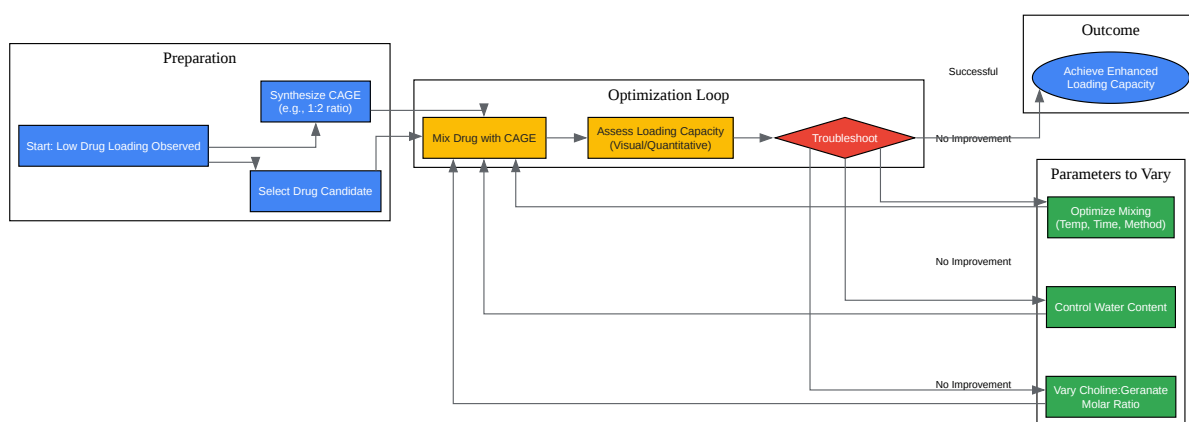 Preparation
Start: Low Drug Loading Observed
Synthesize CAGE
(e.g., 1:2 ratio)
Select Drug Candidate
Optimization Loop
Mix Drug with CAGE
Assess Loading Capacity
(Visual/Quantitative)
Troubleshoot
Successful
No Improvement
No Improvement
No Improvement
Outcome
Achieve Enhanced
Loading Capacity
Parameters to Vary
Optimize Mixing
(Temp, Time, Method)
Control Water Content
Vary Choline:Geranate
Molar Ratio